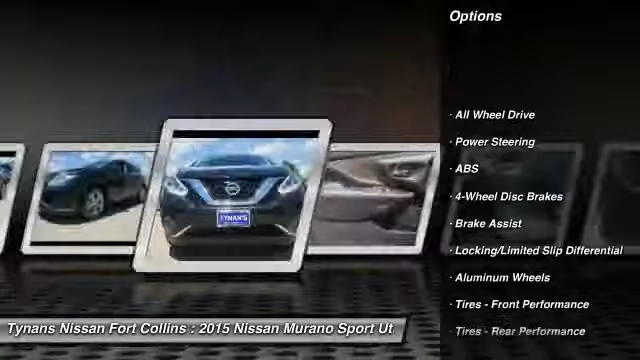 Options
· All Wheel Drive
· Power Steering
· ABS
· 4-Wheel Disc Brakes
· Brake Assist
· Locking/Limited Slip Differential
· Aluminum Wheels
· Tires - Front Performance
· Tires - Rear Performance
TYNAN'S
Tynans Nissan Fort Collins : 2015 Nissan Murano Sport Ut